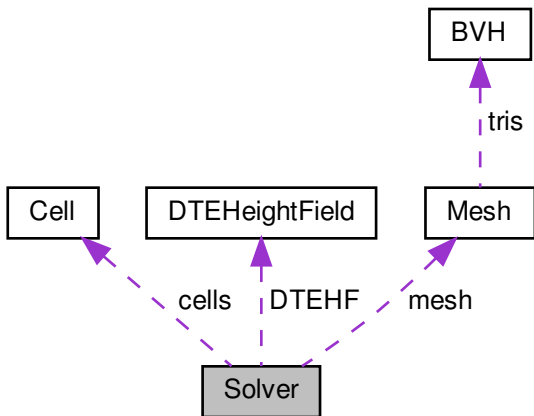 BVH
tris
Cell
DTEHeightField
Mesh
cells
DTEHF
mesh
Solver